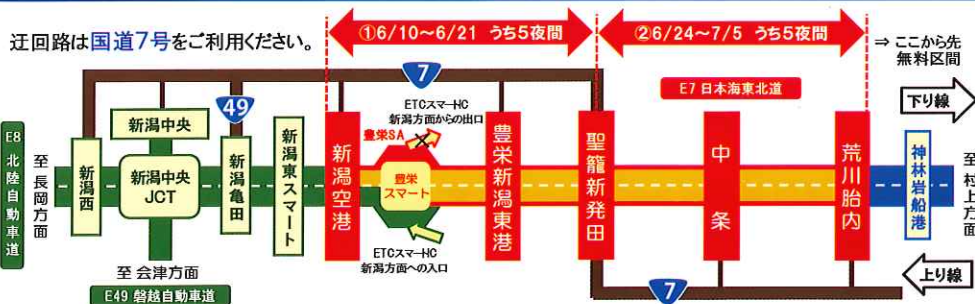 迂回路は国道7号をご利用ください。
①6/10～6/21 うち5夜間
②6/24～7/5 うち5夜間
⇒ ここから先
無料区間
7
49
E7 日本海東北道
下り線
ETCスマートIC
新潟方面からの出口
豊栄SA
E8 北陸自動車道
至 長岡方面
新潟西
新潟中央
新潟中央
JCT
新潟亀田
新潟東スマート
新潟空港
豊栄
スマート
豊栄新潟東港
聖籠新発田
中条
荒川胎内
神林岩船港
至 村上方面
ETCスマートIC
新潟方面への入口
至 会津方面
E49 磐越自動車道
7
上り線